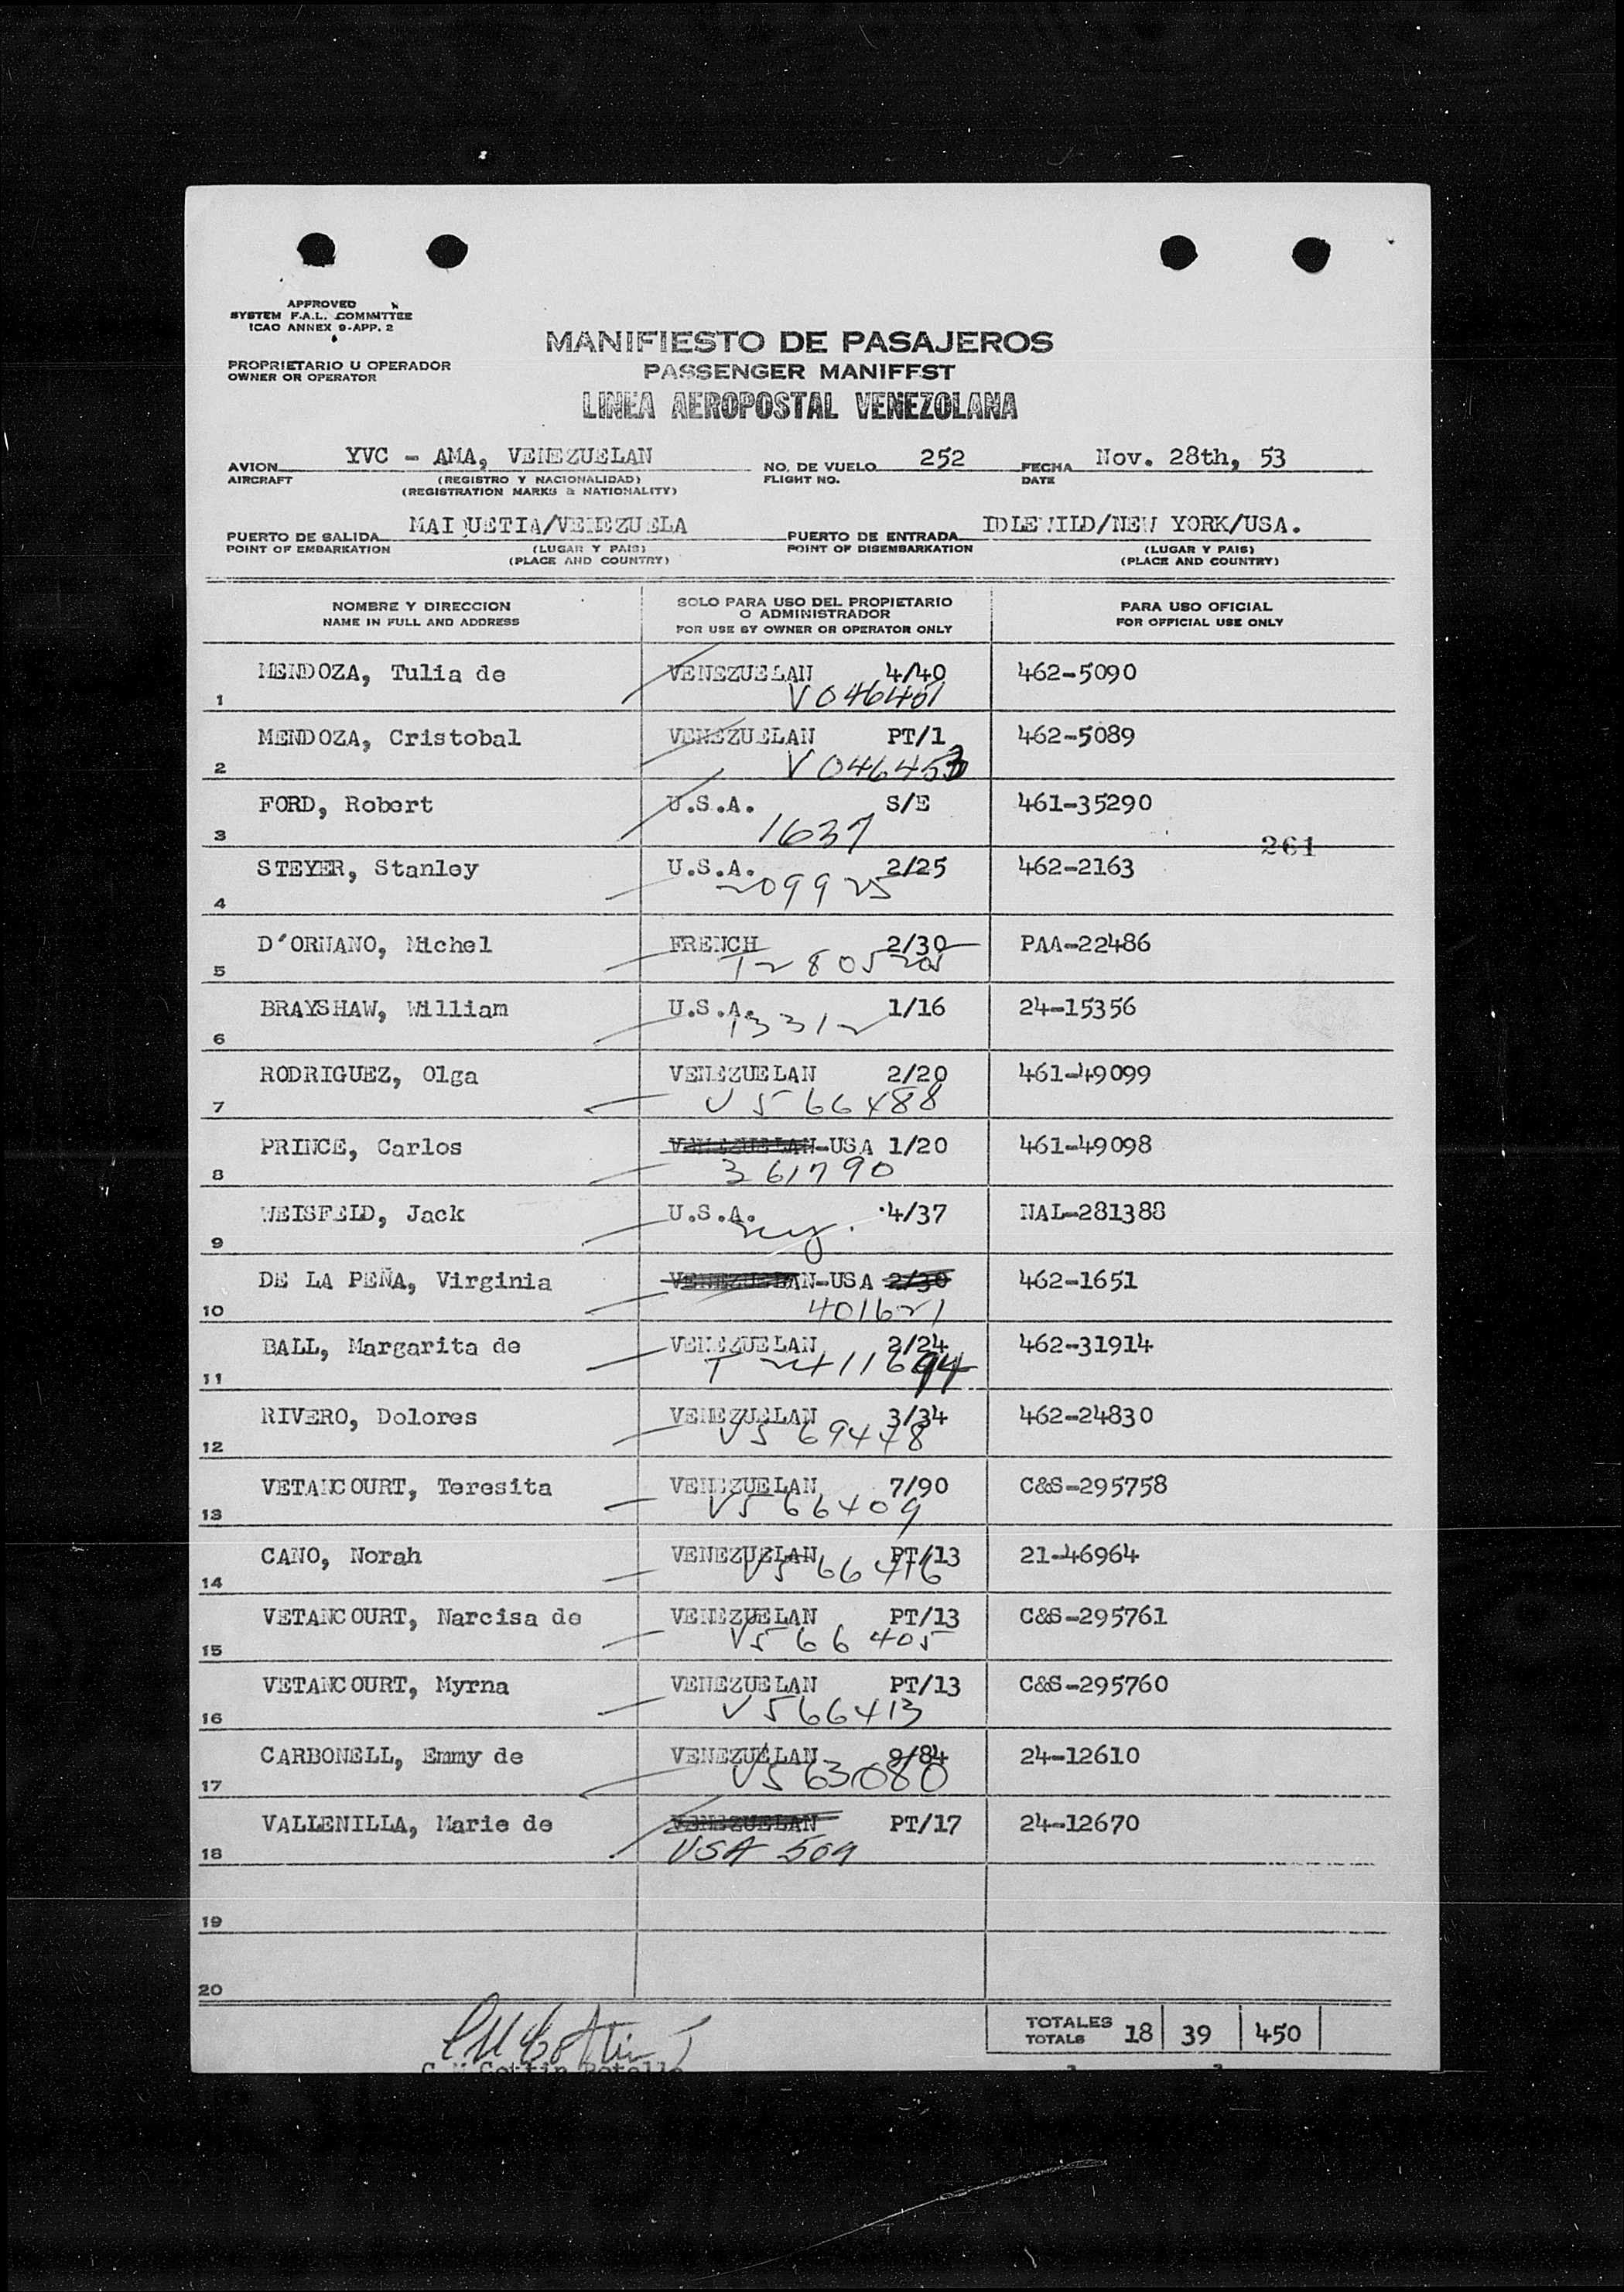 APPROVED
SYSTEM F.A.L. COMMITTEE
ICAO ANNEX 9-APP. 2
PROPRIETARIO U OPERADOR
OWNER OR OPERATOR
MANIFIESTO DE PASAJEROS
PASSENGER MANIFFST
LINEA AEROPOSTAL VENEZOLANA
AVION YVC - AMA, VENEZUELAN NO. DE VUELO 252 FECHA Nov. 28th, 53
AIRCRAFT (REGISTRO Y NACIONALIDAD) FLIGHT NO. DATE
(REGISTRATION MARKS & NATIONALITY)
PUERTO DE SALIDA MAIQUETIA/VENEZUELA PUERTO DE ENTRADA IDLEWILD/NEW YORK/USA.
POINT OF EMBARKATION (LUGAR Y PAIS) POINT OF DISEMBARKATION (LUGAR Y PAIS)
(PLACE AND COUNTRY) (PLACE AND COUNTRY)
NOMBRE Y DIRECCION SOLO PARA USO DEL PROPIETARIO PARA USO OFICIAL
O ADMINISTRADOR
NAME IN FULL AND ADDRESS FOR USE BY OWNER OR OPERATOR ONLY FOR OFFICIAL USE ONLY
MENDOZA, Tulia de VENEZUELAN 4/40 462-5090
1 V046451
MENDOZA, Cristobal VENEZUELAN PT/1 462-5089
2 V046453
FORD, Robert U.S.A. S/E 461-35290
3 1637
261
STEYER, Stanley U.S.A. 2/25 462-2163
4 209925
D'ORNANO, Michel FRENCH 2/30 PAA-22486
5
BRAYSHAW, William U.S.A. 1/16 24-15356
6 13312
RODRIGUEZ, Olga VENEZUELAN 2/20 461-49099
7 V566488
PRINCE, Carlos VENEZUELAN-USA 1/20 461-49098
8 361790
WEISFELD, Jack U.S.A. 4/37 NAL-281388
9
DE LA PEÑA, Virginia VENEZUELAN-USA 2/30 462-1651
10 401621
BALL, Margarita de VENEZUELAN 2/24 462-31914
11 T2411694
RIVERO, Dolores VENEZUELAN 3/34 462-24830
12 V569478
VETANCOURT, Teresita VENEZUELAN 7/90 C&S-295758
13 V566409
CANO, Norah VENEZUELAN PT/13 21-46964
14 V566416
VETANCOURT, Narcisa de VENEZUELAN PT/13 C&S-295761
15 V566405
VETANCOURT, Myrna VENEZUELAN PT/13 C&S-295760
16 V566413
CARBONELL, Emmy de VENEZUELAN 9/84 24-12610
17 V563080
VALLENILLA, Marie de VENEZUELAN PT/17 24-12670
18 USA 509
19
20
TOTALES
TOTALS 18 39 450